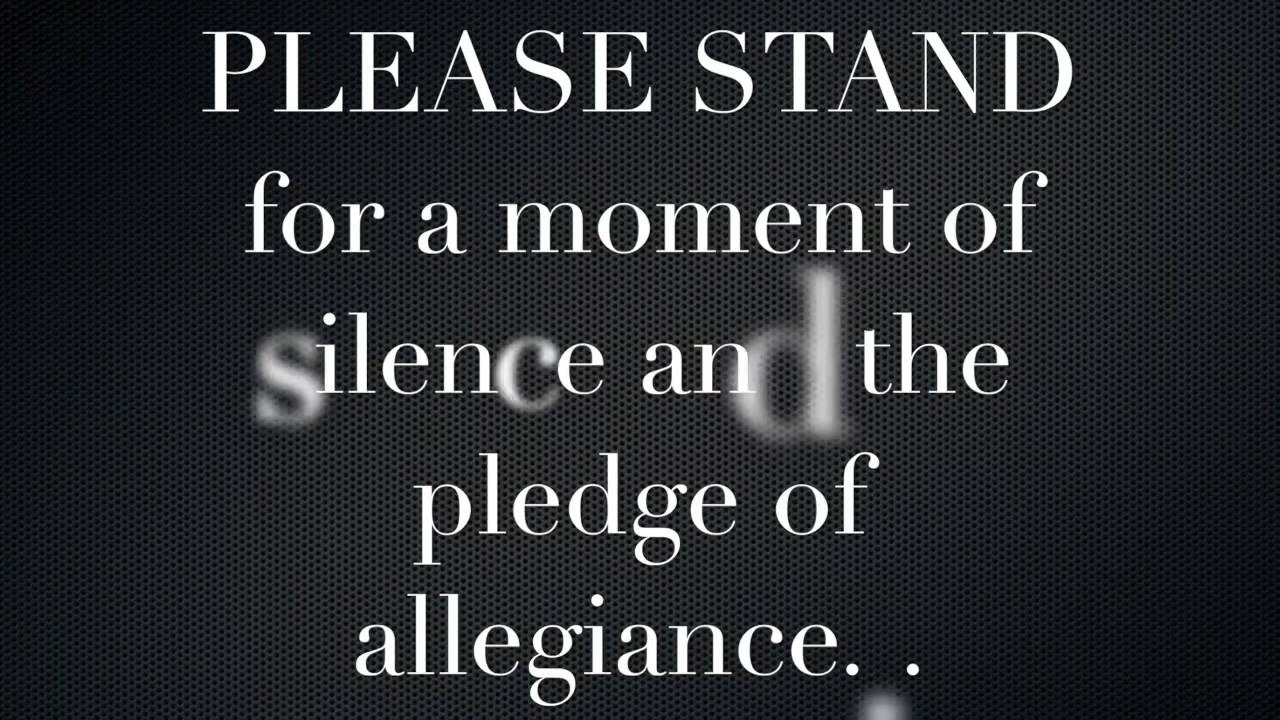 PLEASE STAND
for a moment of
silence and the
pledge of
allegiance. .